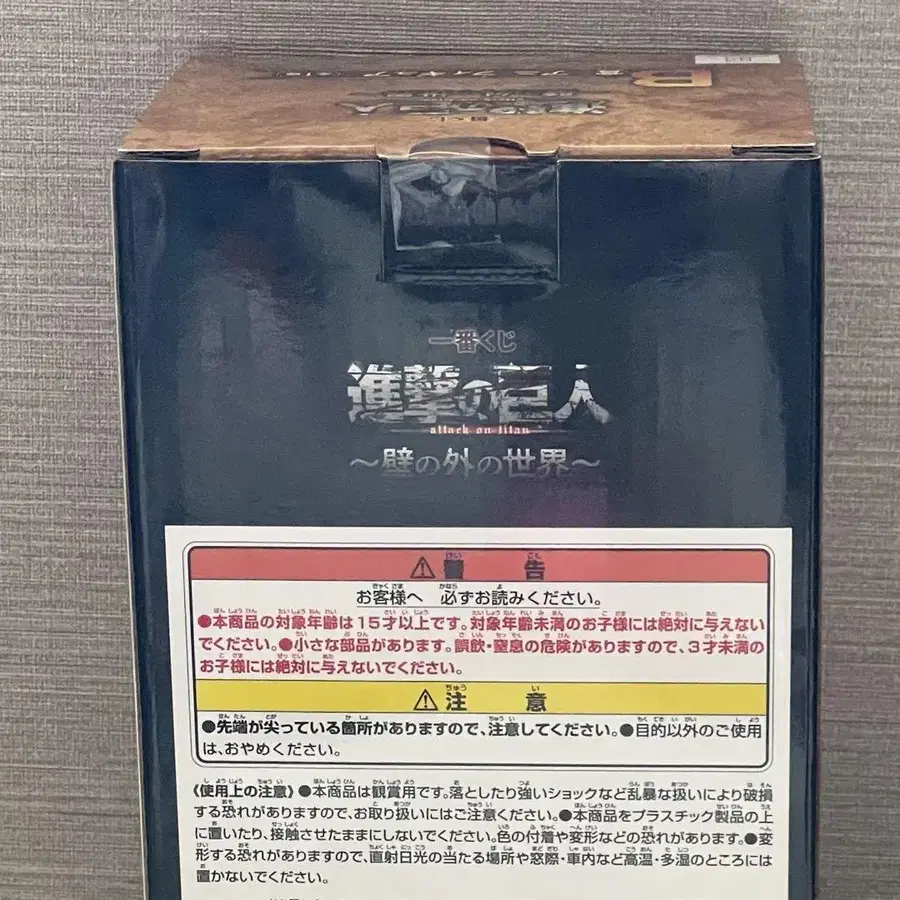 一番くじ
進撃の巨人
attack on titan
～壁の外の世界～
⚠警告
お客様へ 必ずお読みください。
●本商品の対象年齢は15才以上です。対象年齢未満のお子様には絶対に与えない
でください。●小さな部品があります。誤飲・窒息の危険がありますので、3才未満の
お子様には絶対に与えないでください。
⚠注意
●先端が尖っている箇所がありますので、注意してください。●目的以外のご使用
は、おやめください。
《使用上の注意》●本商品は観賞用です。落としたり強いショックなど乱暴な扱いにより破損
する恐れがありますので、お取り扱いにはご注意ください。●本商品をプラスチック製品の上
に置いたり、接触させたままにしないでください。色の付着や変形などの恐れがあります。●変
形する恐れがありますので、直射日光の当たる場所や窓際・車内など高温・多湿のところには
置かないでください。